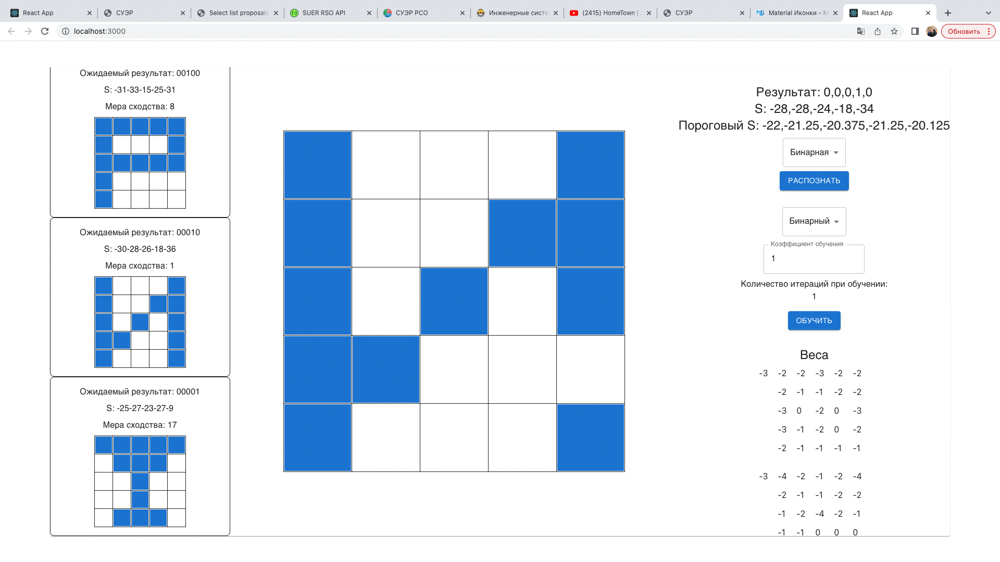 React App
СУЭР
Select list proposals
SUER RSO API
СУЭР РСО
Инженерные систе
(2415) HomeTown |
СУЭР
Material Иконки - M
React App
localhost:3000
Обновить
Ожидаемый результат: 00100
S: -31-33-15-25-31
Мера сходства: 8
Ожидаемый результат: 00010
S: -30-28-26-18-36
Мера сходства: 1
Ожидаемый результат: 00001
S: -25-27-23-27-9
Мера сходства: 17
Результат: 0,0,0,1,0
S: -28,-28,-24,-18,-34
Пороговый S: -22,-21.25,-20.375,-21.25,-20.125
Бинарная
РАСПОЗНАТЬ
Бинарный
Коэффициент обучения
1
Количество итераций при обучении:
1
ОБУЧИТЬ
Веса
-3 -2 -2 -3 -2 -2
-2 -1 -1 -2 -2
-3 0 -2 0 -3
-3 -1 -2 0 -2
-2 -1 -1 -1 -1
-3 -4 -2 -1 -2 -4
-2 -1 -1 -2 -2
-1 -2 -4 -2 -1
-1 -1 0 0 0